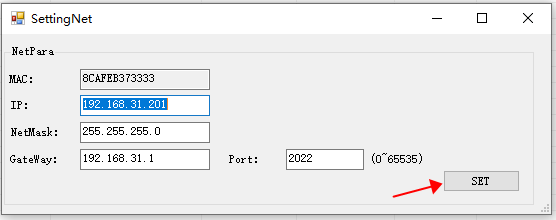 SettingNet
NetPara
MAC: 8CAFEB373333
IP: 192.168.31.201
NetMask: 255.255.255.0
GateWay: 192.168.31.1 Port: 2022 (0~65535)
SET